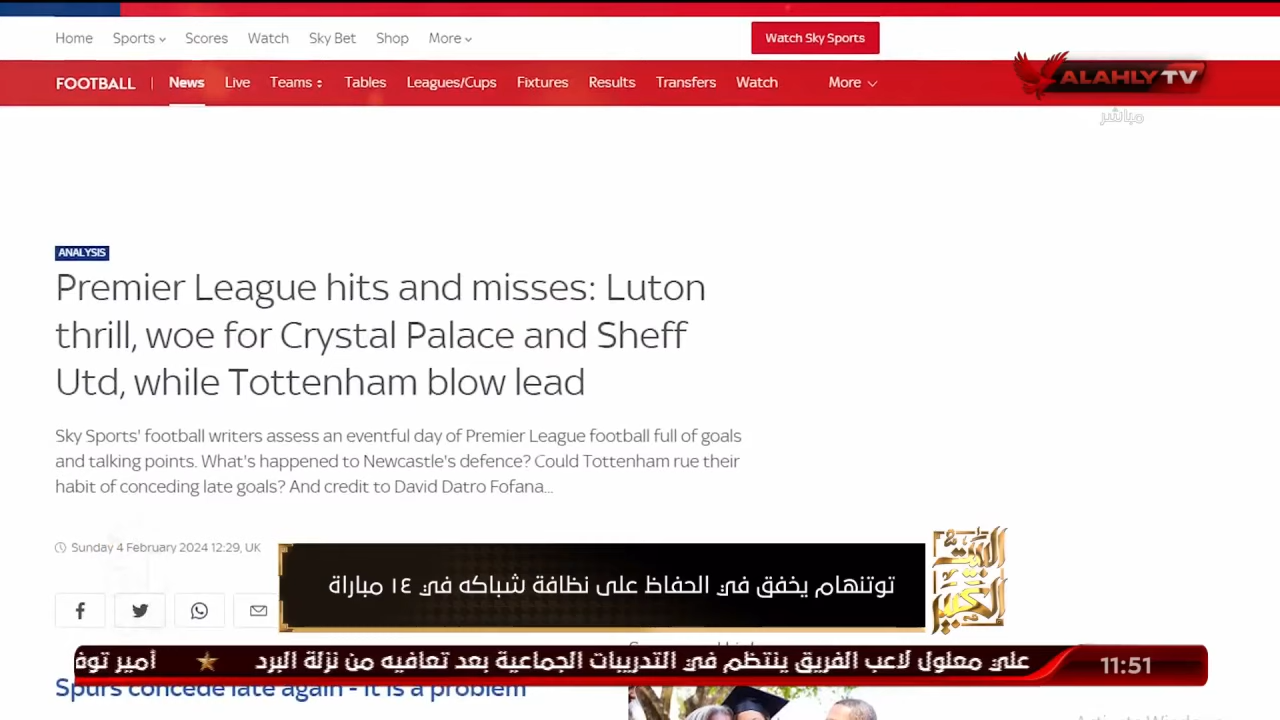 Home Sports Scores Watch Sky Bet Shop More
Watch Sky Sports
FOOTBALL | News Live Teams Tables Leagues/Cups Fixtures Results Transfers Watch More
ALAHLY TV
مباشر
ANALYSIS
Premier League hits and misses: Luton
thrill, woe for Crystal Palace and Sheff
Utd, while Tottenham blow lead
Sky Sports' football writers assess an eventful day of Premier League football full of goals
and talking points. What's happened to Newcastle's defence? Could Tottenham rue their
habit of conceding late goals? And credit to David Datro Fofana...
Sunday 4 February 2024 12:29, UK
توتنهام يخفق في الحفاظ على نظافة شباكه في ١٤ مباراة
البيت الكبير
علي معلول لاعب الفريق ينتظم في التدريبات الجماعية بعد تعافيه من نزلة البرد
أمير توف
11:51
Spurs concede late again - it is a problem